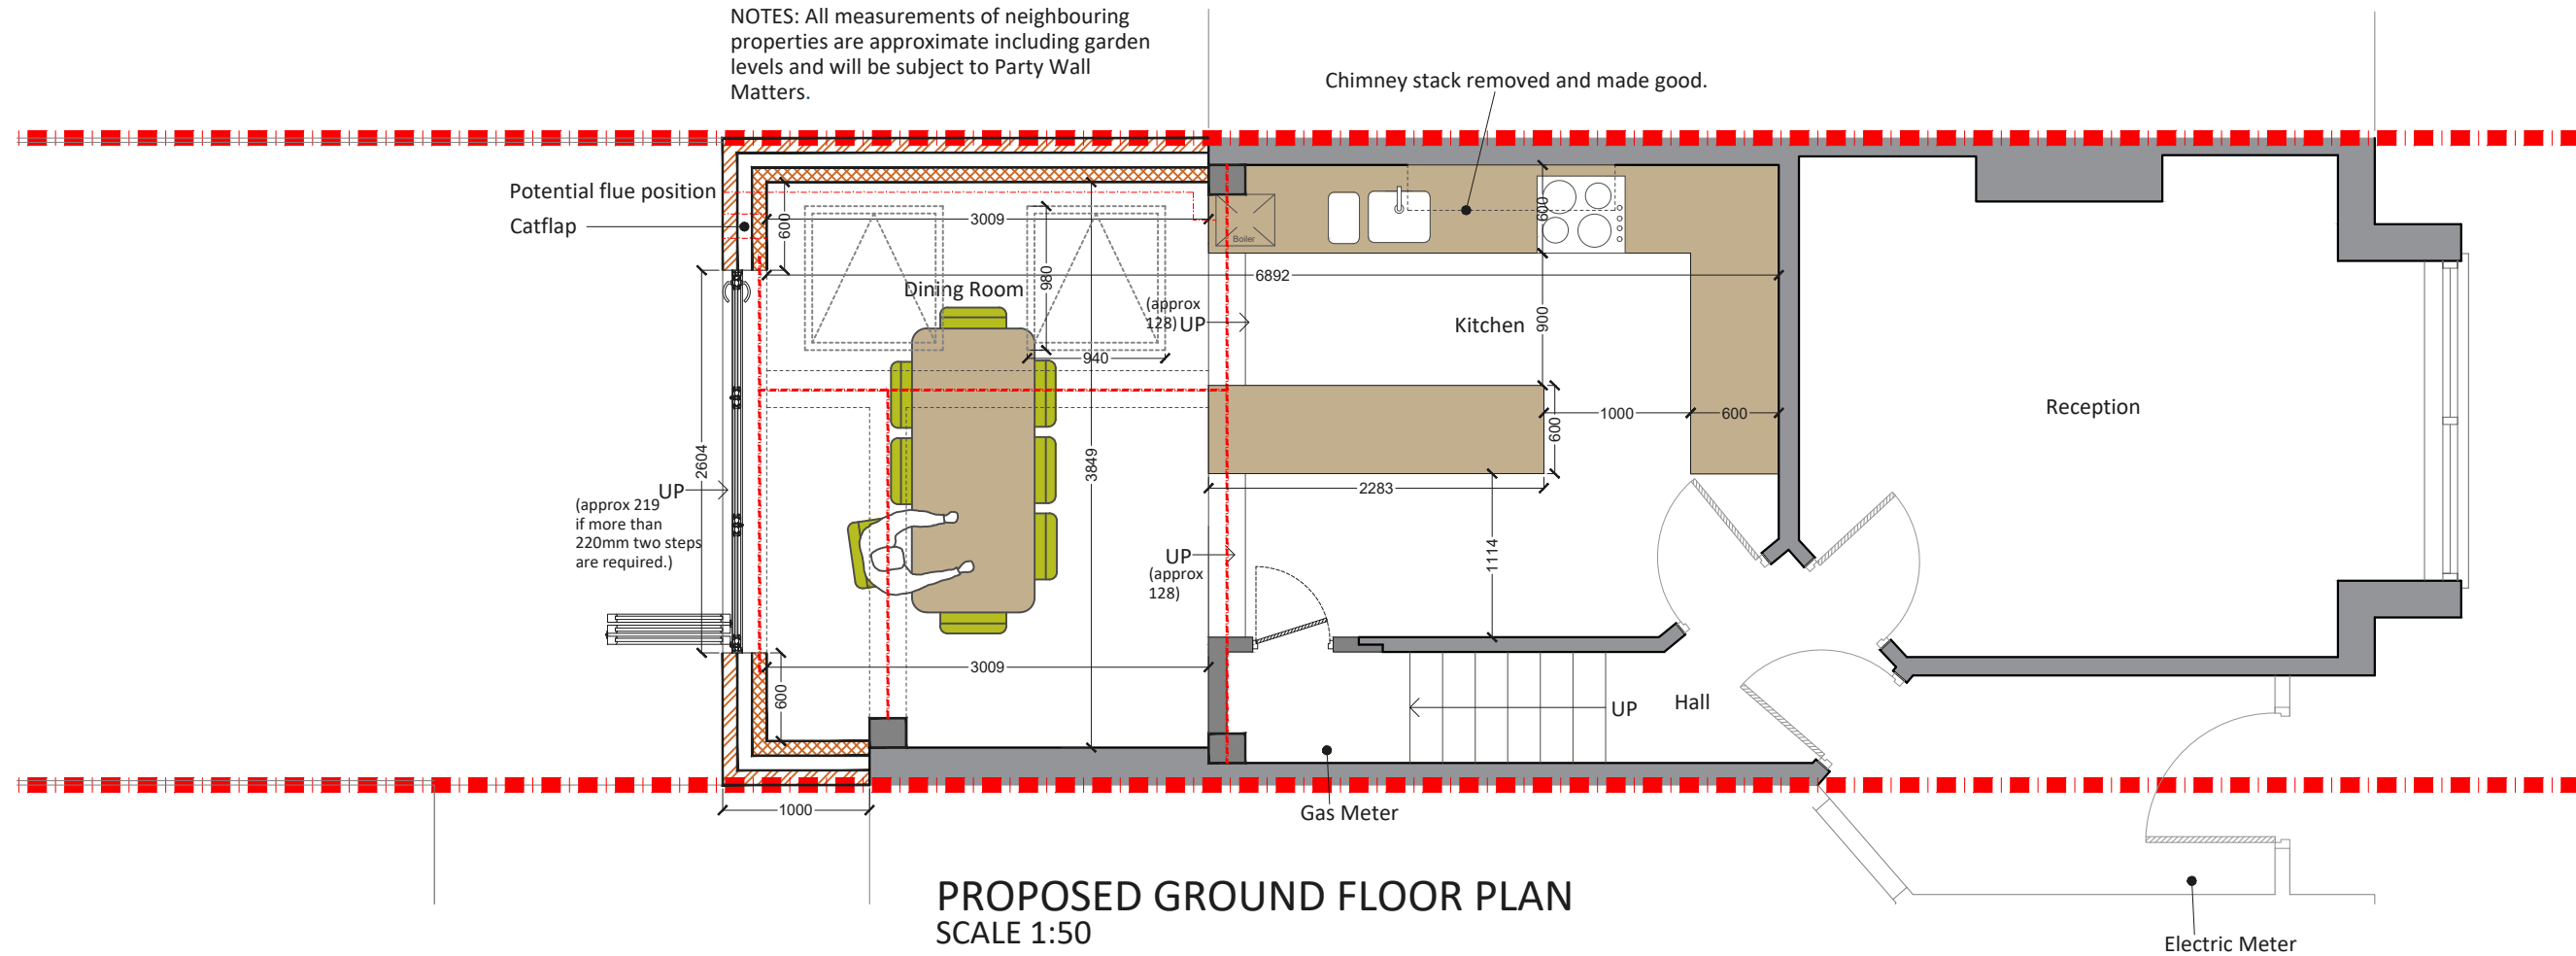 NOTES: All measurements of neighbouring
properties are approximate including garden
levels and will be subject to Party Wall
Matters.
Chimney stack removed and made good.
Potential flue position
Catflap
600
3009
980
940
Dining Room
3849
6892
(approx
128) UP
Boiler
600
900
Kitchen
1000
600
600
2283
1114
Reception
2604
UP
(approx 219
if more than
220mm two steps
are required.)
UP
(approx
128)
3009
600
UP
Hall
1000
Gas Meter
PROPOSED GROUND FLOOR PLAN
SCALE 1:50
Electric Meter